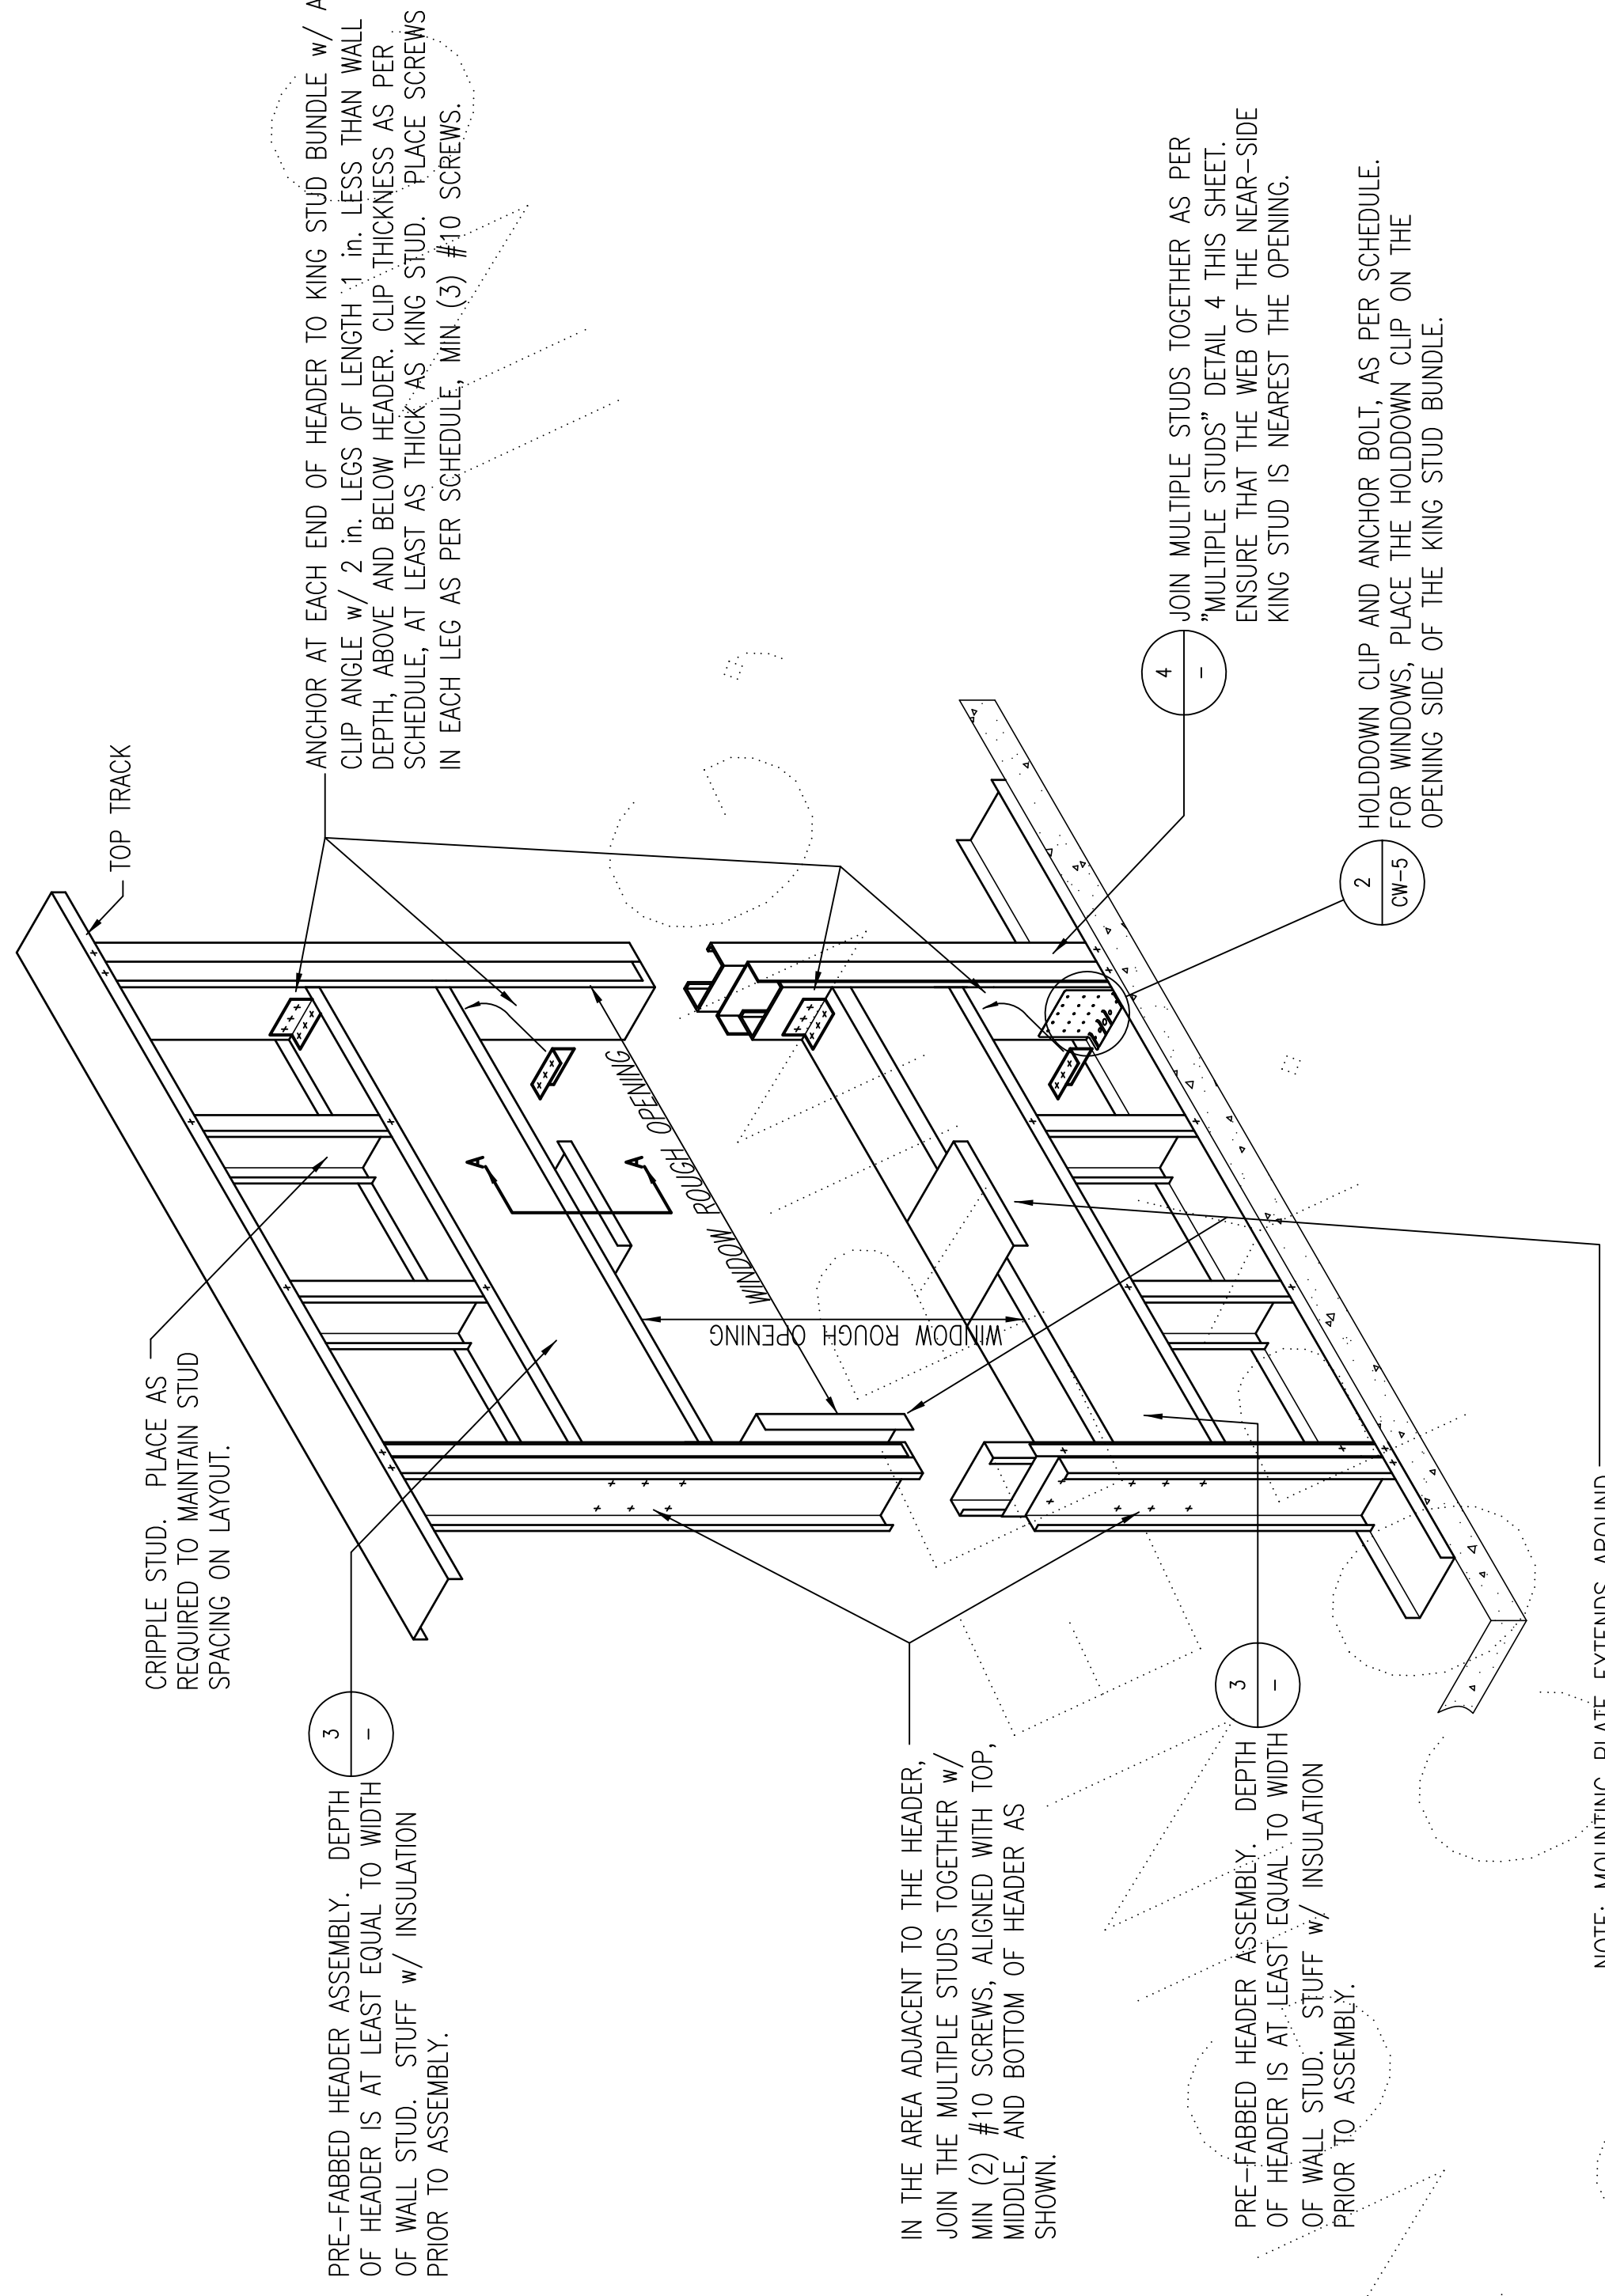 TOP TRACK
CRIPPLE STUD.  PLACE AS
REQUIRED TO MAINTAIN STUD
SPACING ON LAYOUT.
ANCHOR AT EACH END OF HEADER TO KING STUD BUNDLE w/ A
CLIP ANGLE w/ 2 in. LEGS OF LENGTH 1 in. LESS THAN WALL
DEPTH, ABOVE AND BELOW HEADER. CLIP THICKNESS AS PER
SCHEDULE, AT LEAST AS THICK AS KING STUD.  PLACE SCREWS
IN EACH LEG AS PER SCHEDULE, MIN (3) #10 SCREWS.
3
-
PRE-FABBED HEADER ASSEMBLY.  DEPTH
OF HEADER IS AT LEAST EQUAL TO WIDTH
OF WALL STUD.  STUFF w/ INSULATION
PRIOR TO ASSEMBLY.
A
A
WINDOW ROUGH OPENING
WINDOW ROUGH OPENING
IN THE AREA ADJACENT TO THE HEADER,
JOIN THE MULTIPLE STUDS TOGETHER w/
MIN (2) #10 SCREWS, ALIGNED WITH TOP,
MIDDLE, AND BOTTOM OF HEADER AS
SHOWN.
4
-
JOIN MULTIPLE STUDS TOGETHER AS PER
"MULTIPLE STUDS" DETAIL 4 THIS SHEET.
ENSURE THAT THE WEB OF THE NEAR-SIDE
KING STUD IS NEAREST THE OPENING.
3
-
PRE-FABBED HEADER ASSEMBLY.  DEPTH
OF HEADER IS AT LEAST EQUAL TO WIDTH
OF WALL STUD.  STUFF w/ INSULATION
PRIOR TO ASSEMBLY.
2
CW-5
HOLDDOWN CLIP AND ANCHOR BOLT, AS PER SCHEDULE.
FOR WINDOWS, PLACE THE HOLDDOWN CLIP ON THE
OPENING SIDE OF THE KING STUD BUNDLE.
NOTE: MOUNTING PLATE EXTENDS AROUND